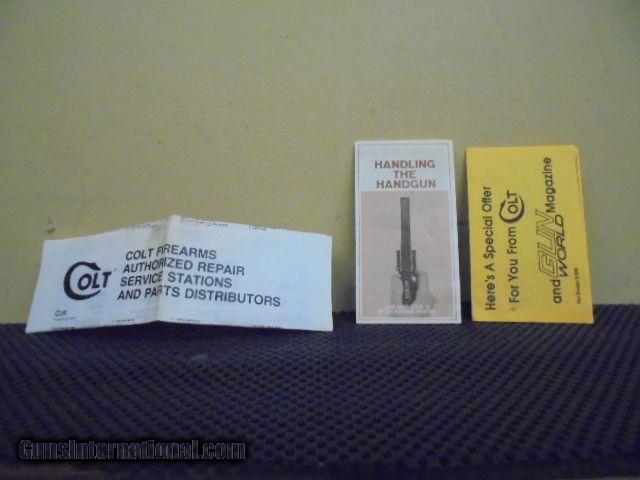 COLT
COLT FIREARMS
AUTHORIZED REPAIR
SERVICE STATIONS
AND PARTS DISTRIBUTORS
Colt
HANDLING
THE
HANDGUN
Here's A Special Offer
For You From COLT
and GUN WORLD Magazine
GunsInternational.com